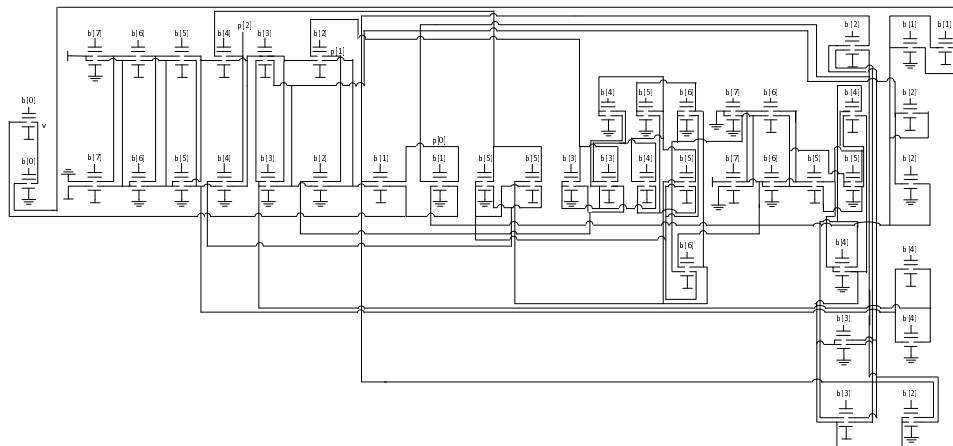 p[2]
b[7] b[6] b[5] b[4] b[3] b[2] b[2] b[1] b[1]
p[1]
b[4] b[5] b[6] b[7] b[6] b[4] b[2]
b[0]
v
p[0]
b[0] b[7] b[6] b[5] b[4] b[3] b[2] b[1] b[1] b[5] b[5] b[3] b[3] b[4] b[5] b[7] b[6] b[5] b[5] b[2]
b[6] b[4] b[4]
b[3] b[4]
b[3] b[2]